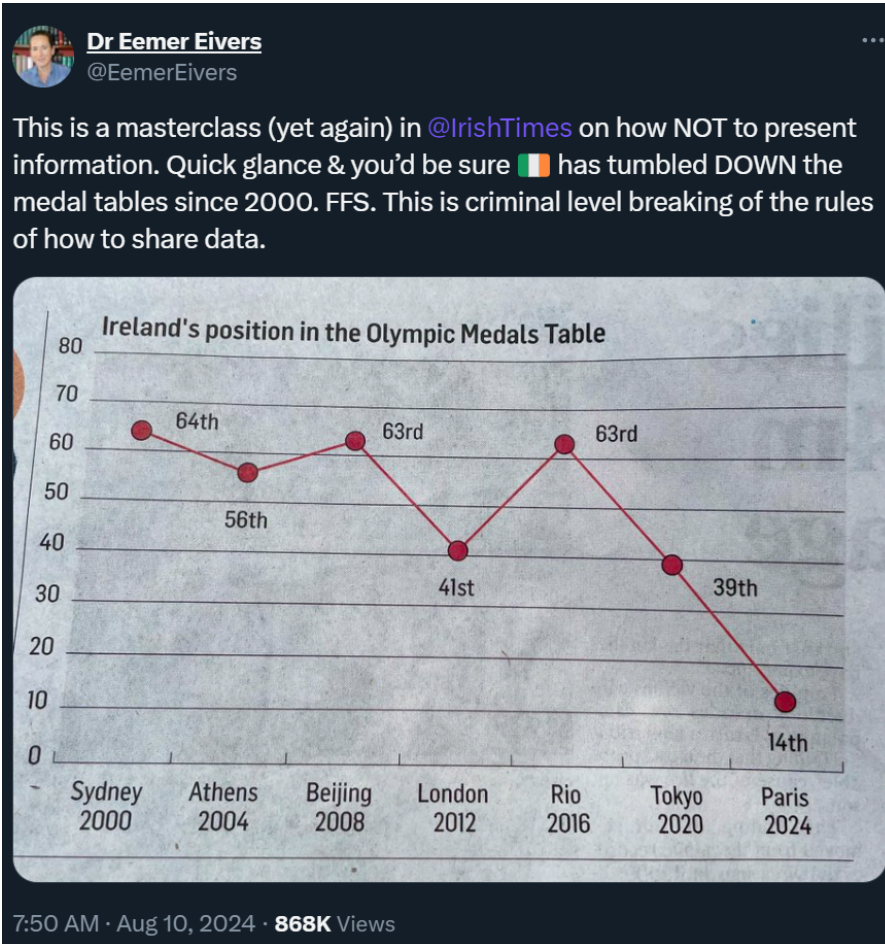 Dr Eemer Eivers
@EemerEivers
This is a masterclass (yet again) in @IrishTimes on how NOT to present
information. Quick glance & you’d be sure 🇮🇪 has tumbled DOWN the
medal tables since 2000. FFS. This is criminal level breaking of the rules
of how to share data.
Ireland's position in the Olympic Medals Table
80
70
64th
63rd
63rd
60
50
56th
40
41st
39th
30
20
10
14th
0
Sydney Athens Beijing London Rio Tokyo Paris
2000 2004 2008 2012 2016 2020 2024
7:50 AM · Aug 10, 2024 · 868K Views